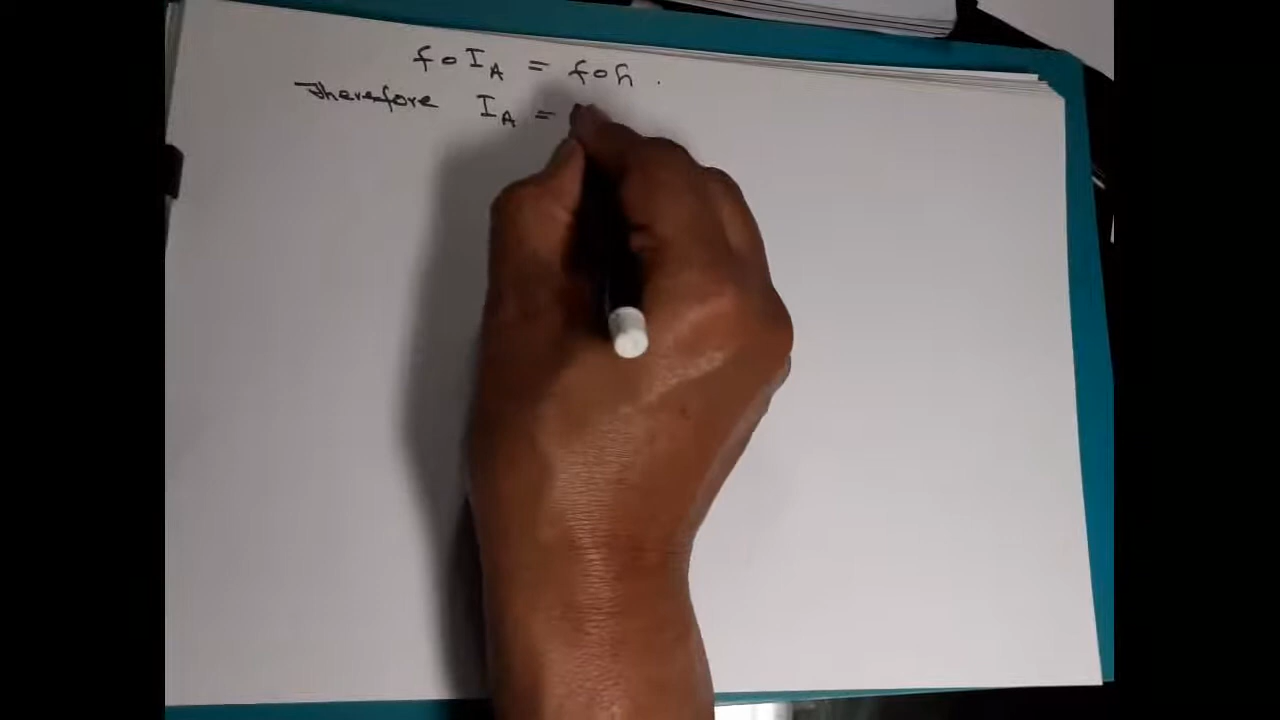 f o I_A = f o h .
Therefore I_A =